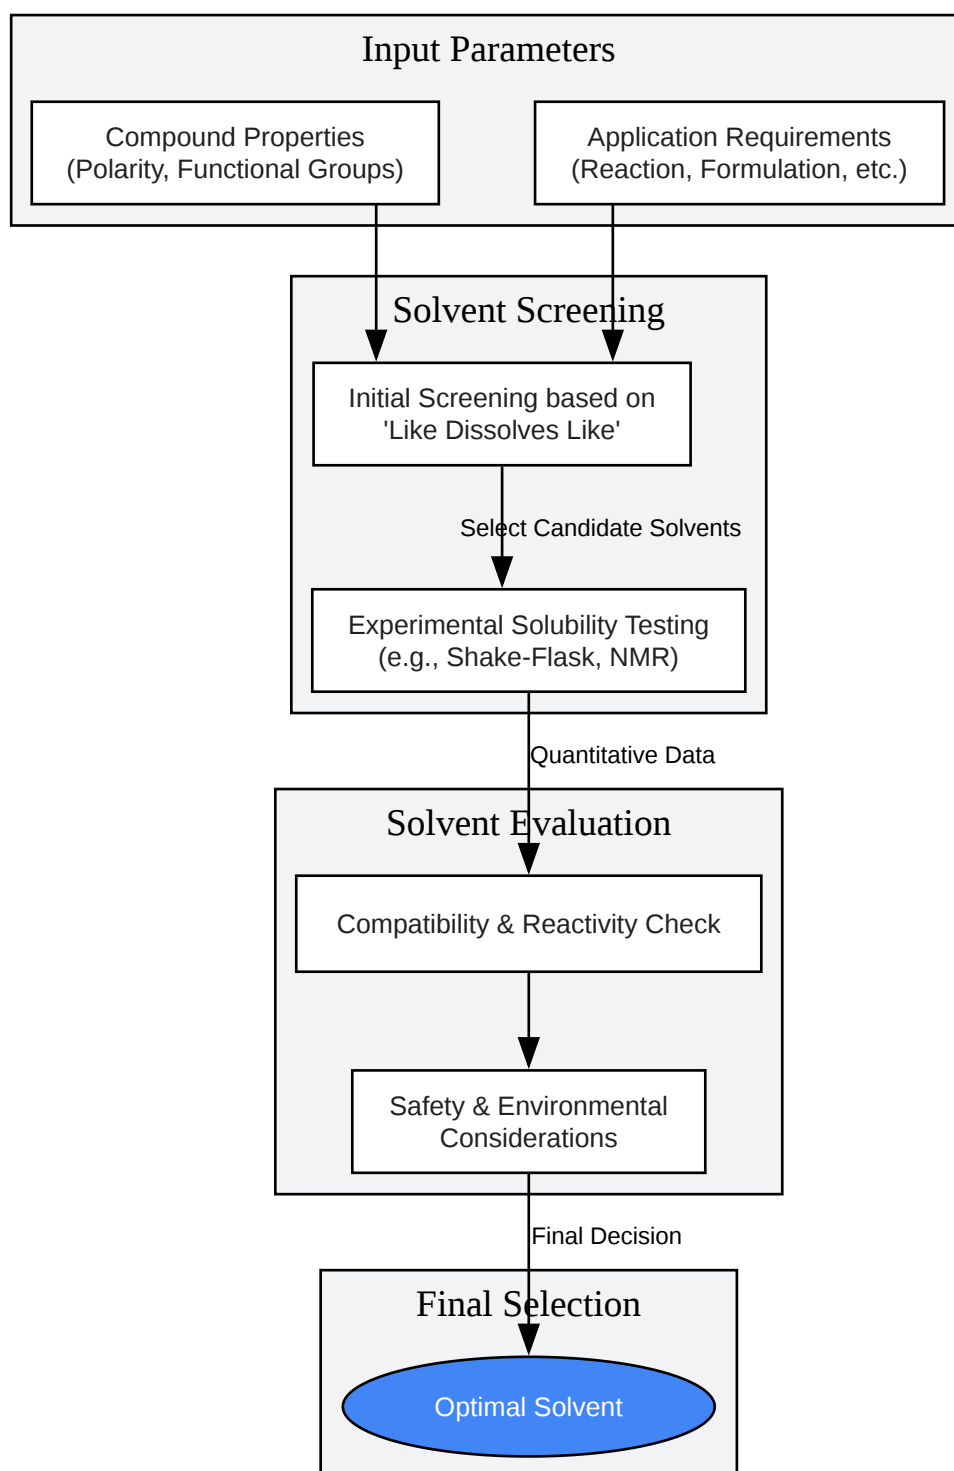 Input Parameters
Compound Properties
(Polarity, Functional Groups)
Application Requirements
(Reaction, Formulation, etc.)
Solvent Screening
Initial Screening based on
'Like Dissolves Like'
Select Candidate Solvents
Experimental Solubility Testing
(e.g., Shake-Flask, NMR)
Quantitative Data
Solvent Evaluation
Compatibility & Reactivity Check
Safety & Environmental
Considerations
Final Decision
Final Selection
Optimal Solvent